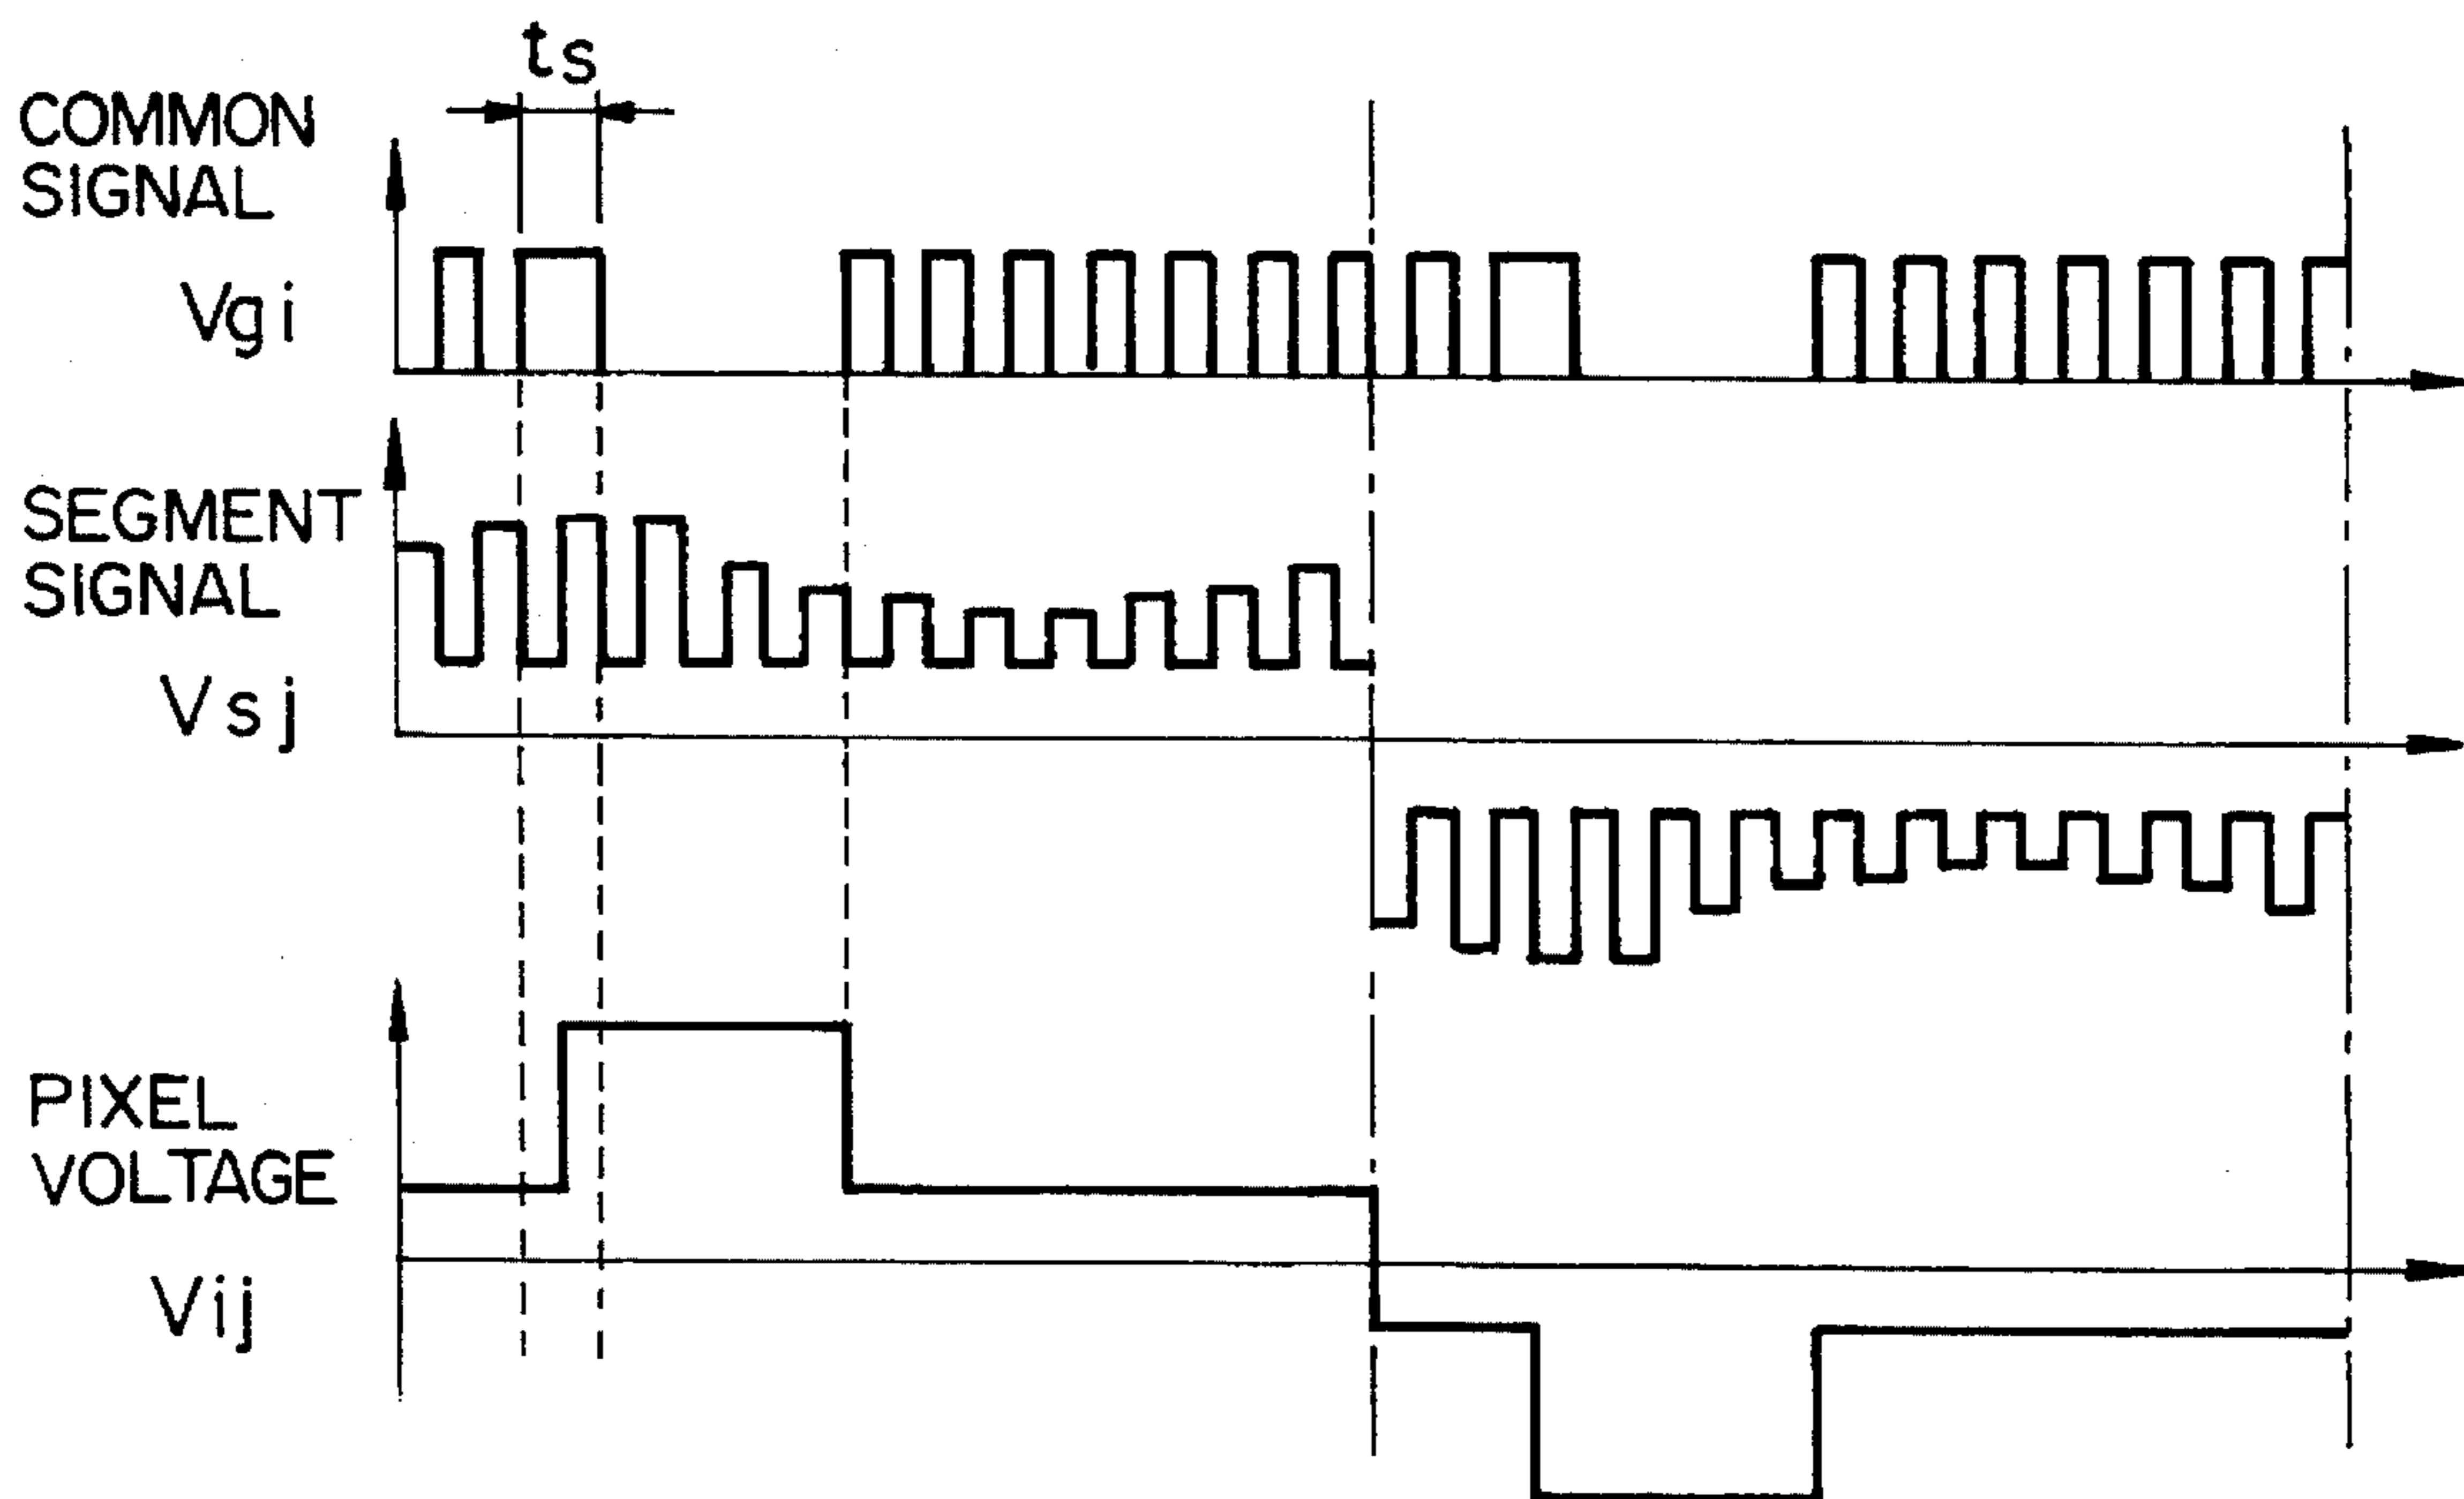 ts
COMMON
SIGNAL
Vgi
SEGMENT
SIGNAL
Vsj
PIXEL
VOLTAGE
Vij